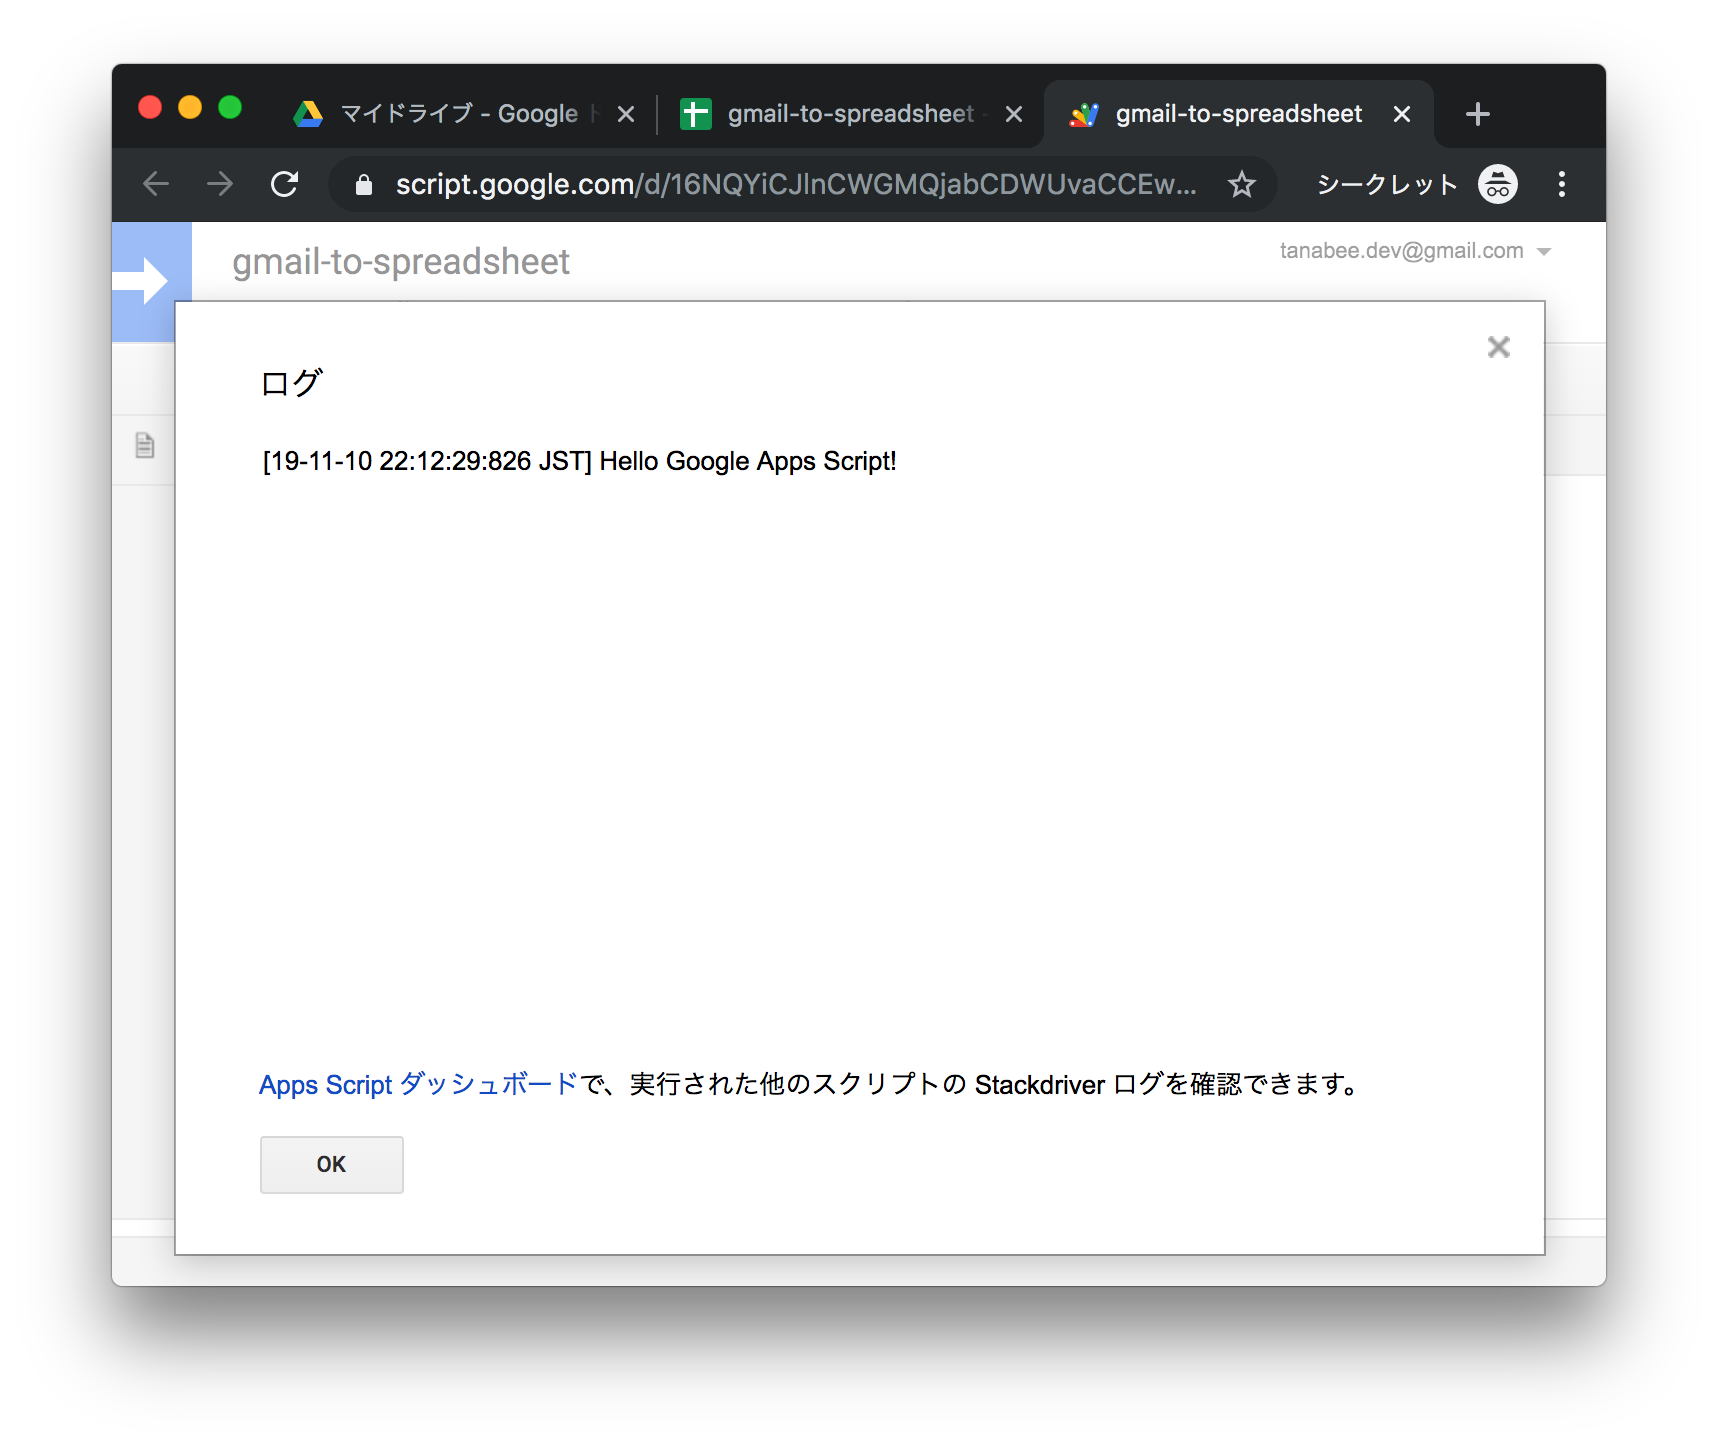 マイドライブ - Google ド
gmail-to-spreadsheet -
gmail-to-spreadsheet
script.google.com/d/16NQYiCJlnCWGMQjabCDWUvaCCEw...
シークレット
gmail-to-spreadsheet
tanabee.dev@gmail.com
ログ
[19-11-10 22:12:29:826 JST] Hello Google Apps Script!
Apps Script ダッシュボードで、実行された他のスクリプトの Stackdriver ログを確認できます。
OK